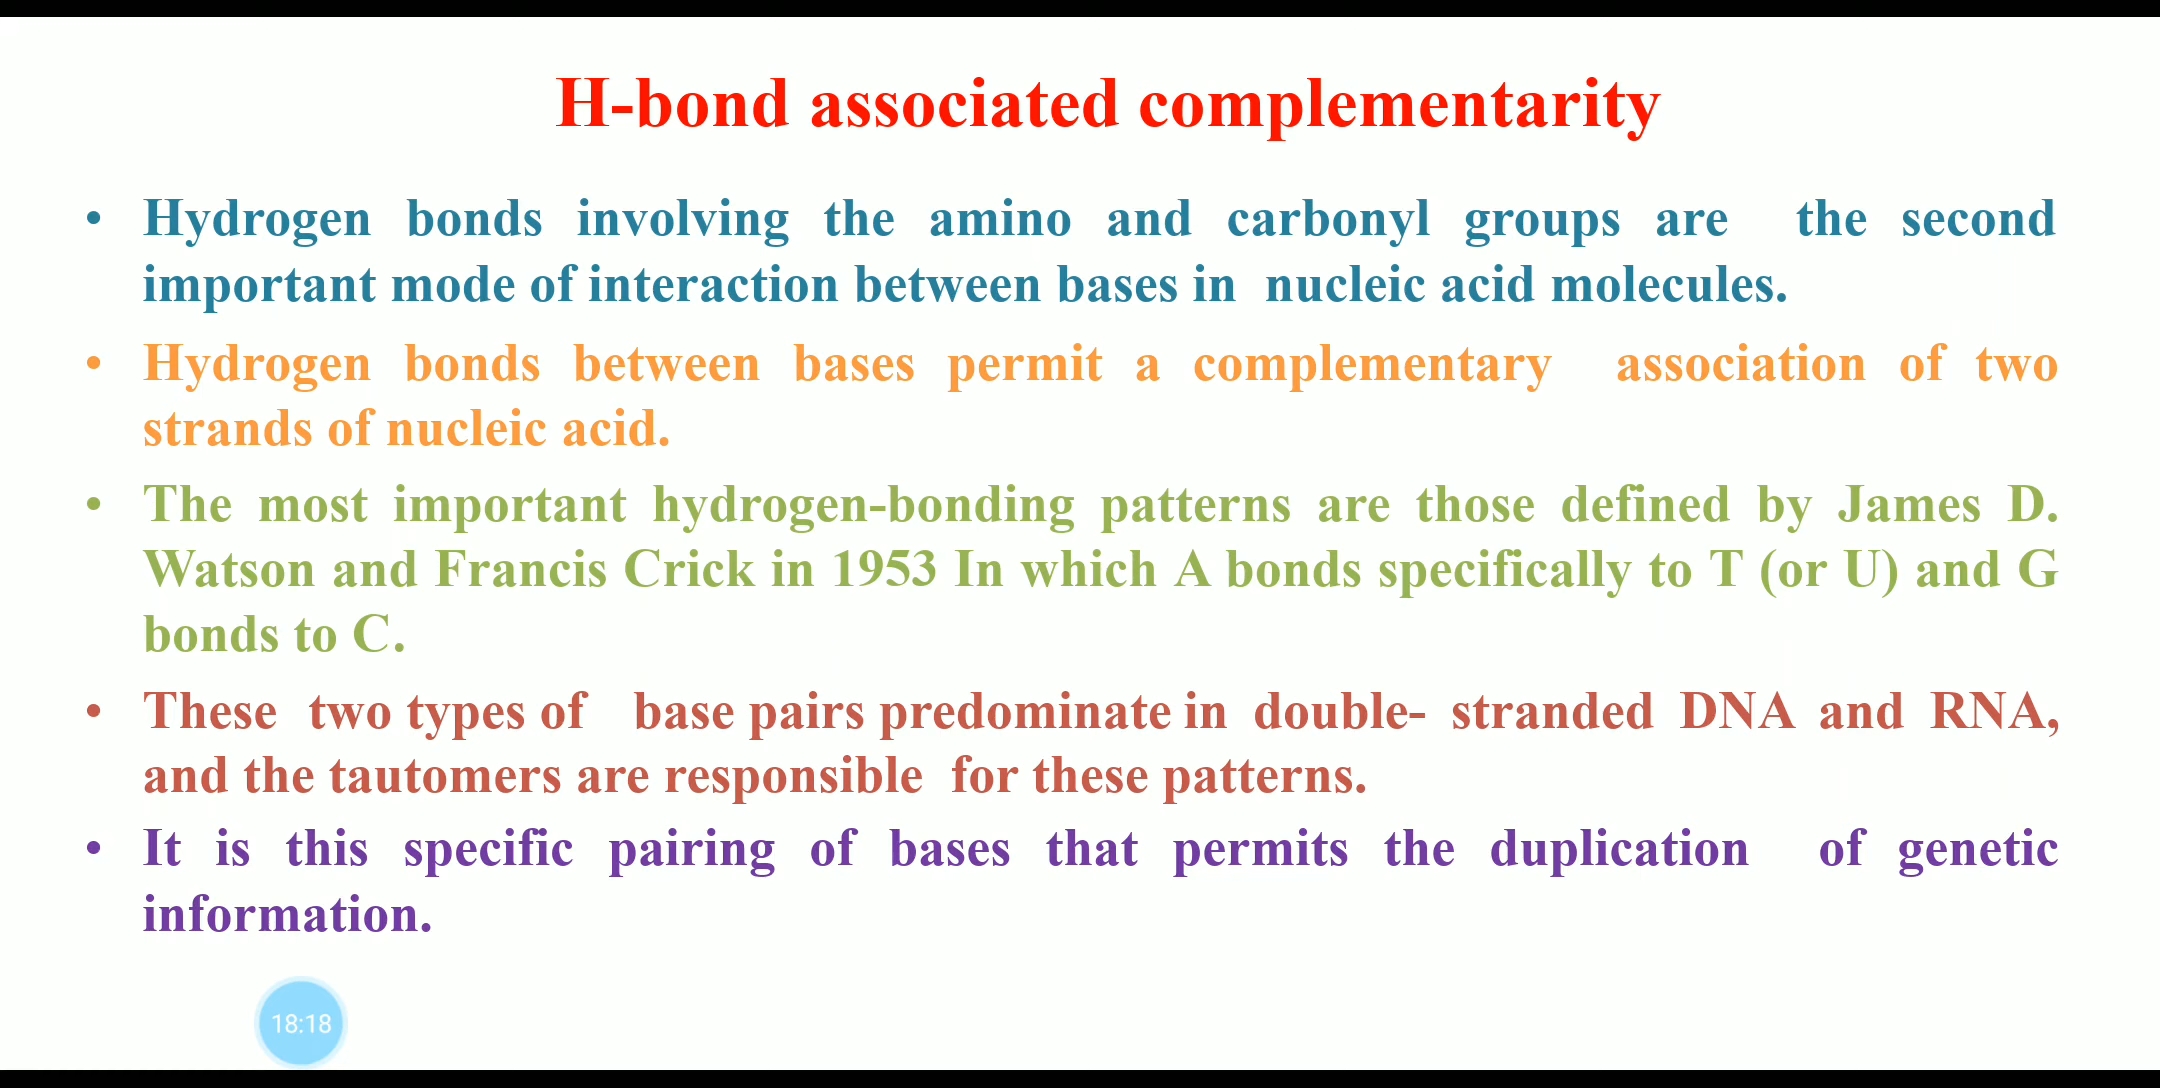 H-bond associated complementarity
• Hydrogen bonds involving the amino and carbonyl groups are the second
important mode of interaction between bases in nucleic acid molecules.
• Hydrogen bonds between bases permit a complementary association of two
strands of nucleic acid.
• The most important hydrogen-bonding patterns are those defined by James D.
Watson and Francis Crick in 1953 In which A bonds specifically to T (or U) and G
bonds to C.
• These two types of base pairs predominate in double- stranded DNA and RNA,
and the tautomers are responsible for these patterns.
• It is this specific pairing of bases that permits the duplication of genetic
information.
18:18